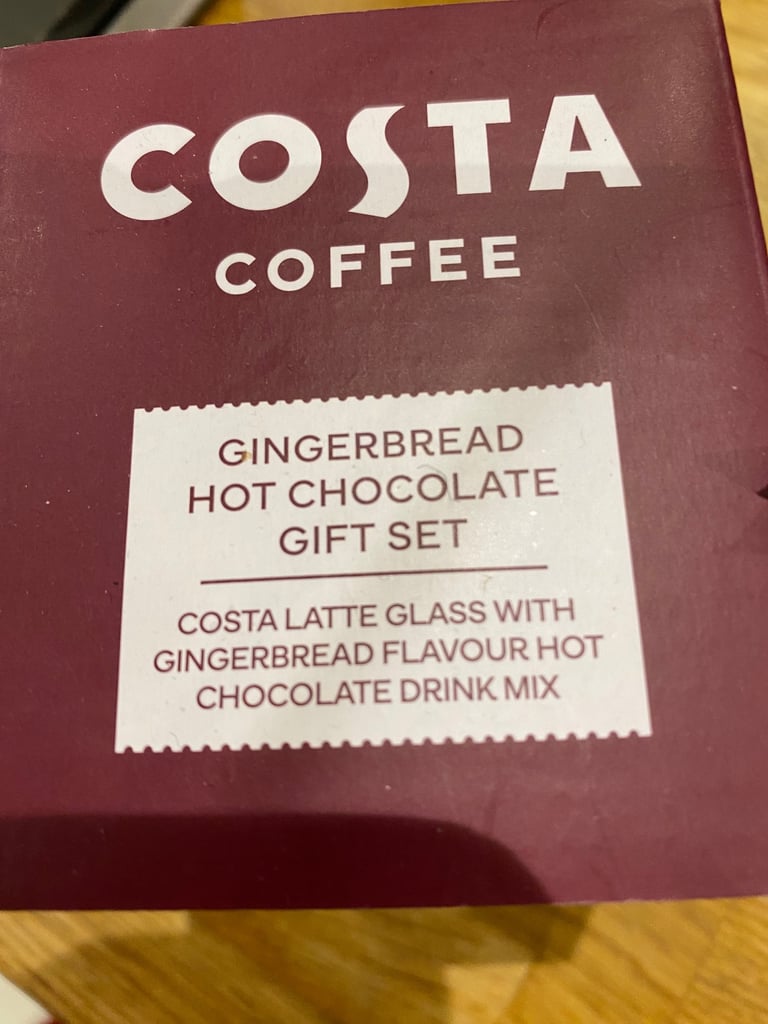 COSTA
COFFEE
GINGERBREAD
HOT CHOCOLATE
GIFT SET
COSTA LATTE GLASS WITH
GINGERBREAD FLAVOUR HOT
CHOCOLATE DRINK MIX